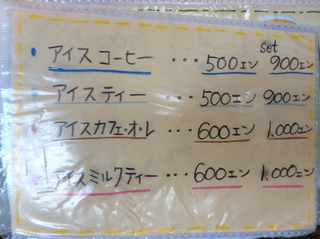 set
• アイスコーヒー ・・・ 500エン 900エン
• アイスティー ・・・ 500エン 900エン
アイスカフェ・オ・レ ・・・ 600エン 1.000エン
アイスミルクティー ・・・ 600エン 1.000エン